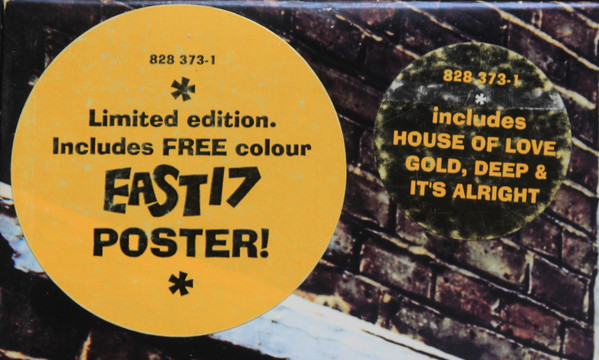 828 373-1
*
Limited edition.
Includes FREE colour
EAST17
POSTER!
*
828 373-1
*
includes
HOUSE OF LOVE,
GOLD, DEEP &
IT'S ALRIGHT